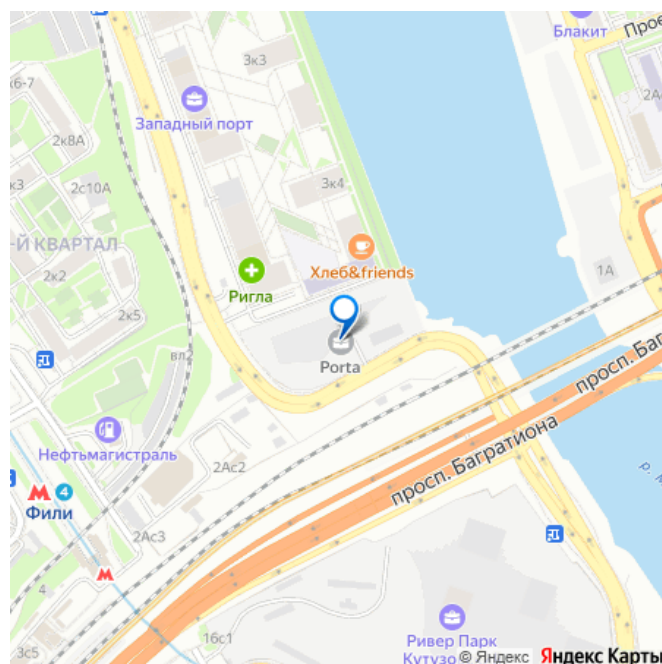 Блакит
Прое
3к3
к6-7
2А
Западный порт
2к8А
3к4
к3
2с10А
-Й КВАРТАЛ
Хлеб&friends
1А
2к2
Ригла
2к5
вл2
Porta
просп. Баг
Нефтьмагистраль
просп. Багратиона
2Ас2
р. М
М 4
Фили
2Ас3
М
4
3с5
16с1
Ривер Парк
Кутузо
© Яндекс Яндекс Карты